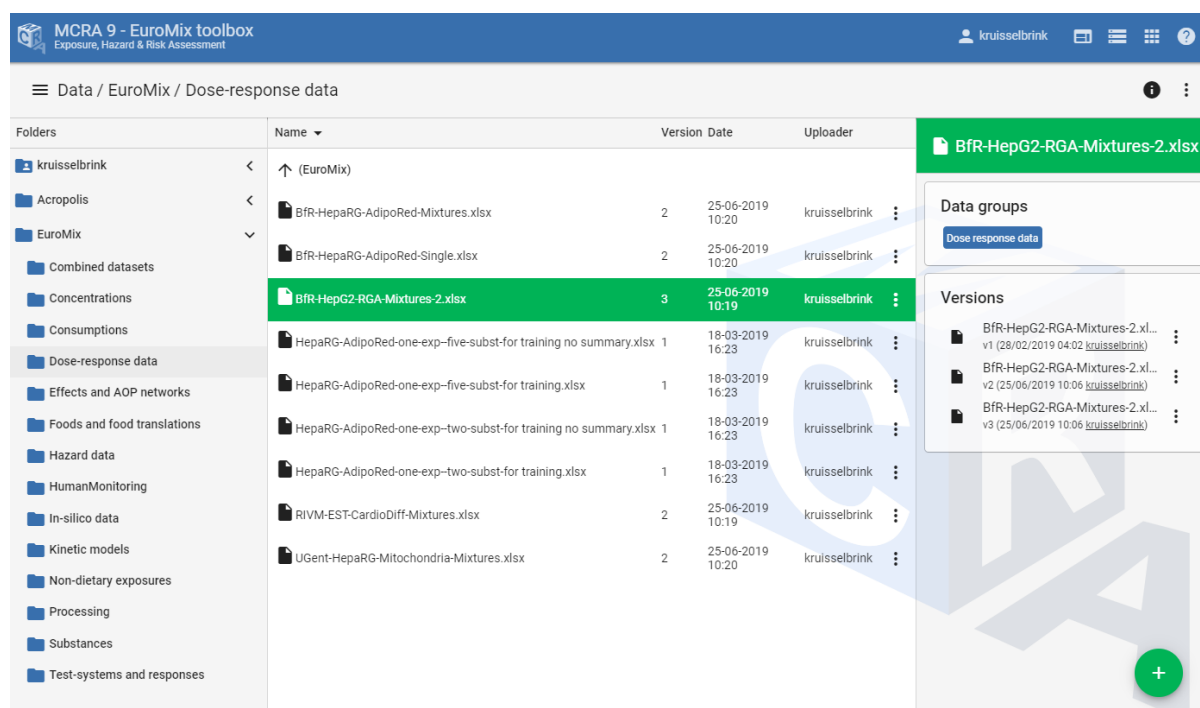 MCRA 9 - EuroMix toolbox
Exposure, Hazard & Risk Assessment
kruisselbrink
Data / EuroMix / Dose-response data
Folders
kruisselbrink
Acropolis
EuroMix
Combined datasets
Concentrations
Consumptions
Dose-response data
Effects and AOP networks
Foods and food translations
Hazard data
HumanMonitoring
In-silico data
Kinetic models
Non-dietary exposures
Processing
Substances
Test-systems and responses
Name Version Date Uploader
(EuroMix)
BfR-HepaRG-AdipoRed-Mixtures.xlsx 2 25-06-2019 10:20 kruisselbrink
BfR-HepaRG-AdipoRed-Single.xlsx 2 25-06-2019 10:20 kruisselbrink
BfR-HepG2-RGA-Mixtures-2.xlsx 3 25-06-2019 10:19 kruisselbrink
HepaRG-AdipoRed-one-exp--five-subst-for training no summary.xlsx 1 18-03-2019 16:23 kruisselbrink
HepaRG-AdipoRed-one-exp--five-subst-for training.xlsx 1 18-03-2019 16:23 kruisselbrink
HepaRG-AdipoRed-one-exp--two-subst-for training no summary.xlsx 1 18-03-2019 16:23 kruisselbrink
HepaRG-AdipoRed-one-exp--two-subst-for training.xlsx 1 18-03-2019 16:23 kruisselbrink
RIVM-EST-CardioDiff-Mixtures.xlsx 2 25-06-2019 10:19 kruisselbrink
UGent-HepaRG-Mitochondria-Mixtures.xlsx 2 25-06-2019 10:20 kruisselbrink
BfR-HepG2-RGA-Mixtures-2.xlsx
Data groups
Dose response data
Versions
BfR-HepG2-RGA-Mixtures-2.xl...
v1 (28/02/2019 04:02 kruisselbrink)
BfR-HepG2-RGA-Mixtures-2.xl...
v2 (25/06/2019 10:06 kruisselbrink)
BfR-HepG2-RGA-Mixtures-2.xl...
v3 (25/06/2019 10:06 kruisselbrink)